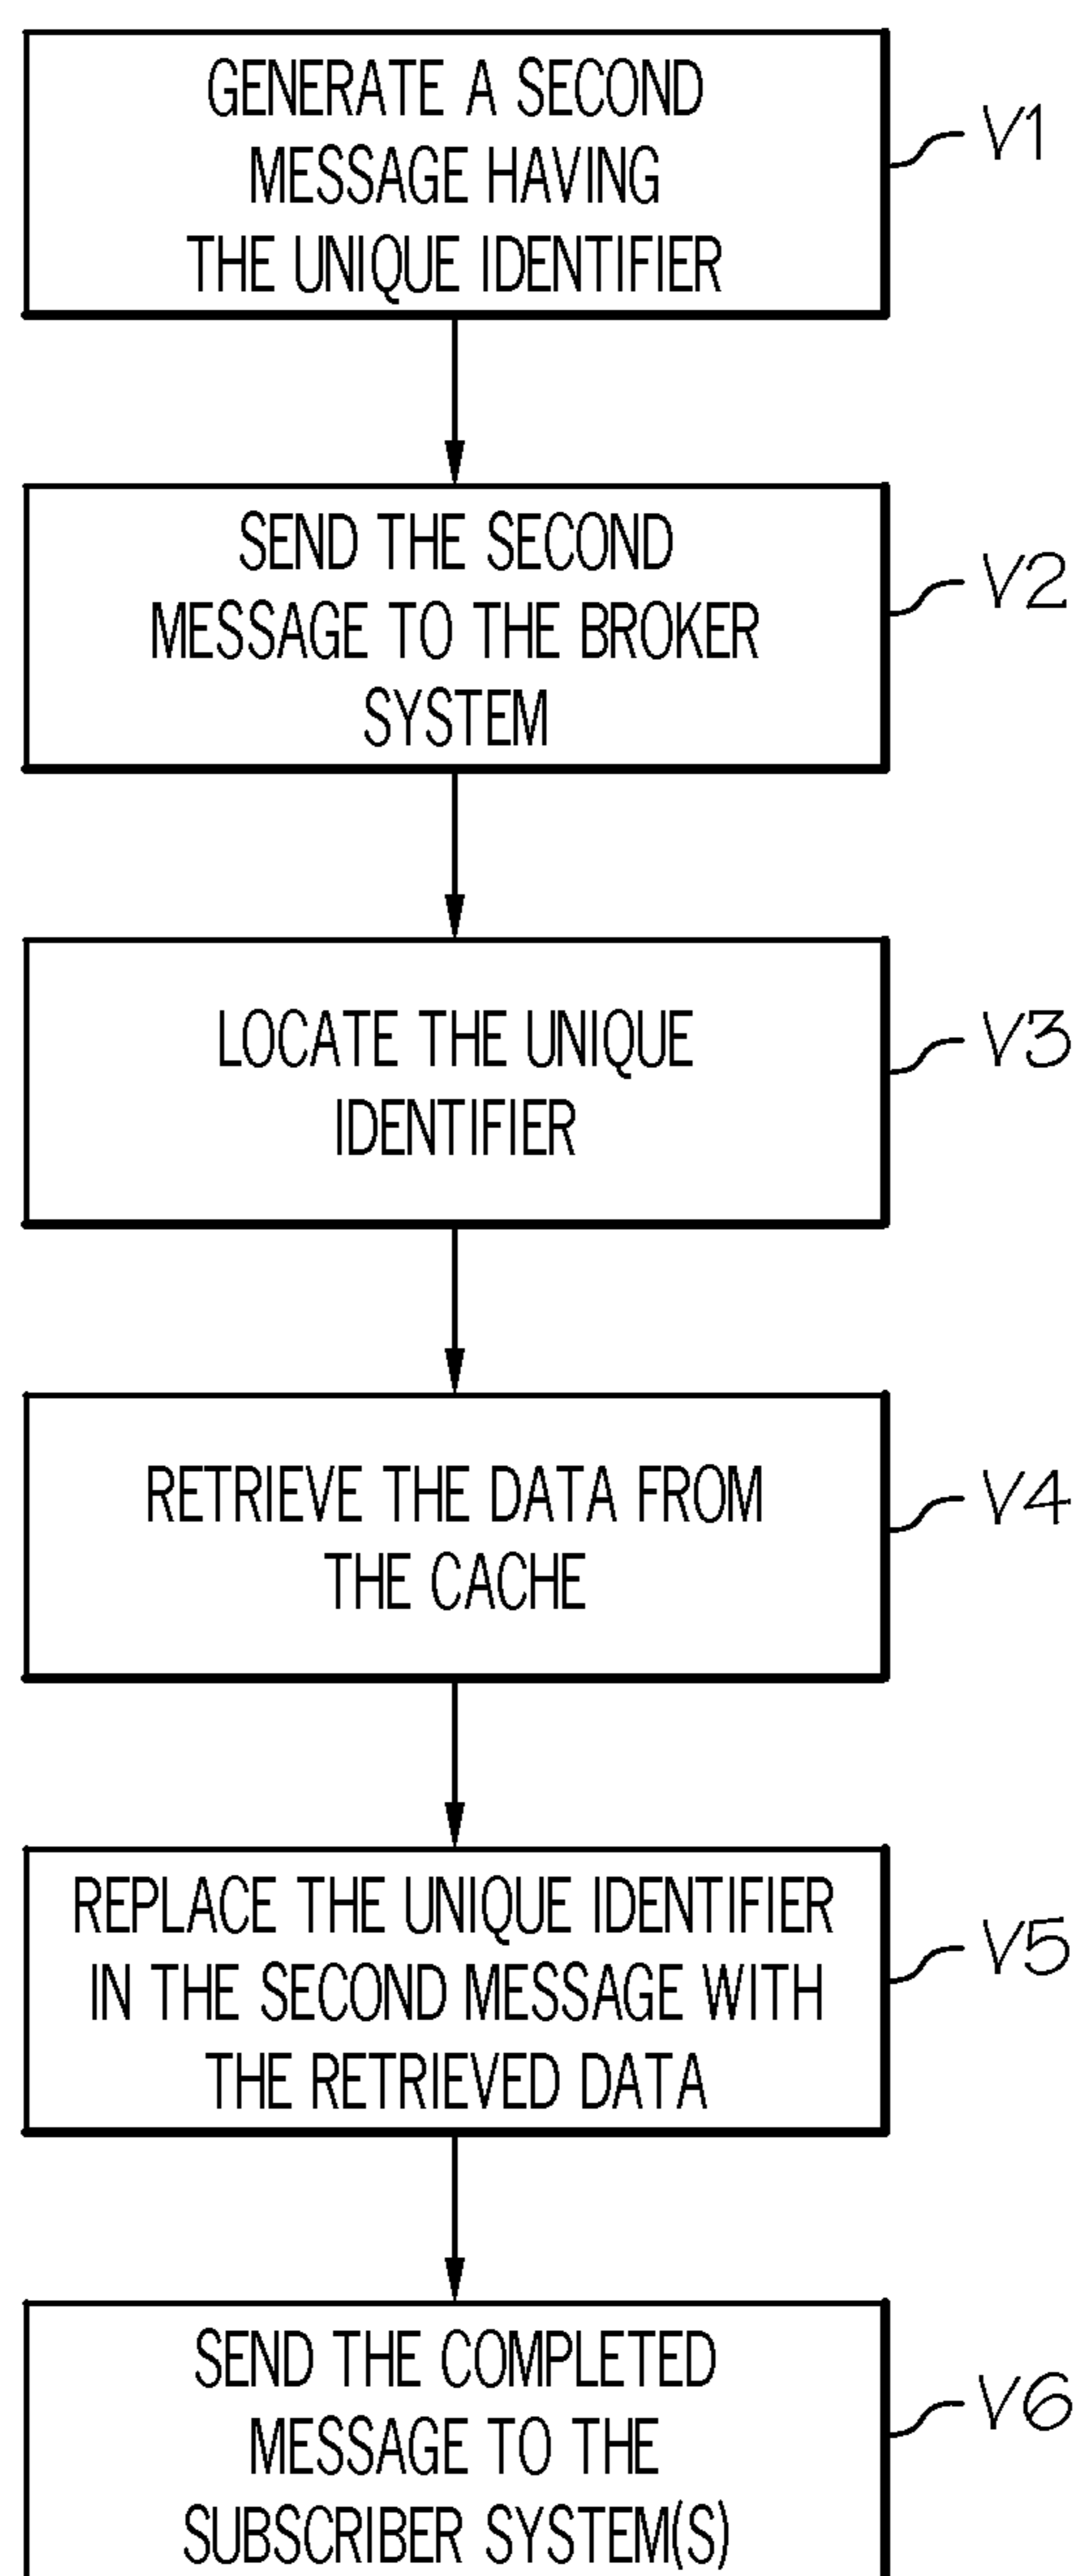 GENERATE A SECOND
MESSAGE HAVING
THE UNIQUE IDENTIFIER
V1
SEND THE SECOND
MESSAGE TO THE BROKER
SYSTEM
V2
LOCATE THE UNIQUE
IDENTIFIER
V3
RETRIEVE THE DATA FROM
THE CACHE
V4
REPLACE THE UNIQUE IDENTIFIER
IN THE SECOND MESSAGE WITH
THE RETRIEVED DATA
V5
SEND THE COMPLETED
MESSAGE TO THE
SUBSCRIBER SYSTEM(S)
V6